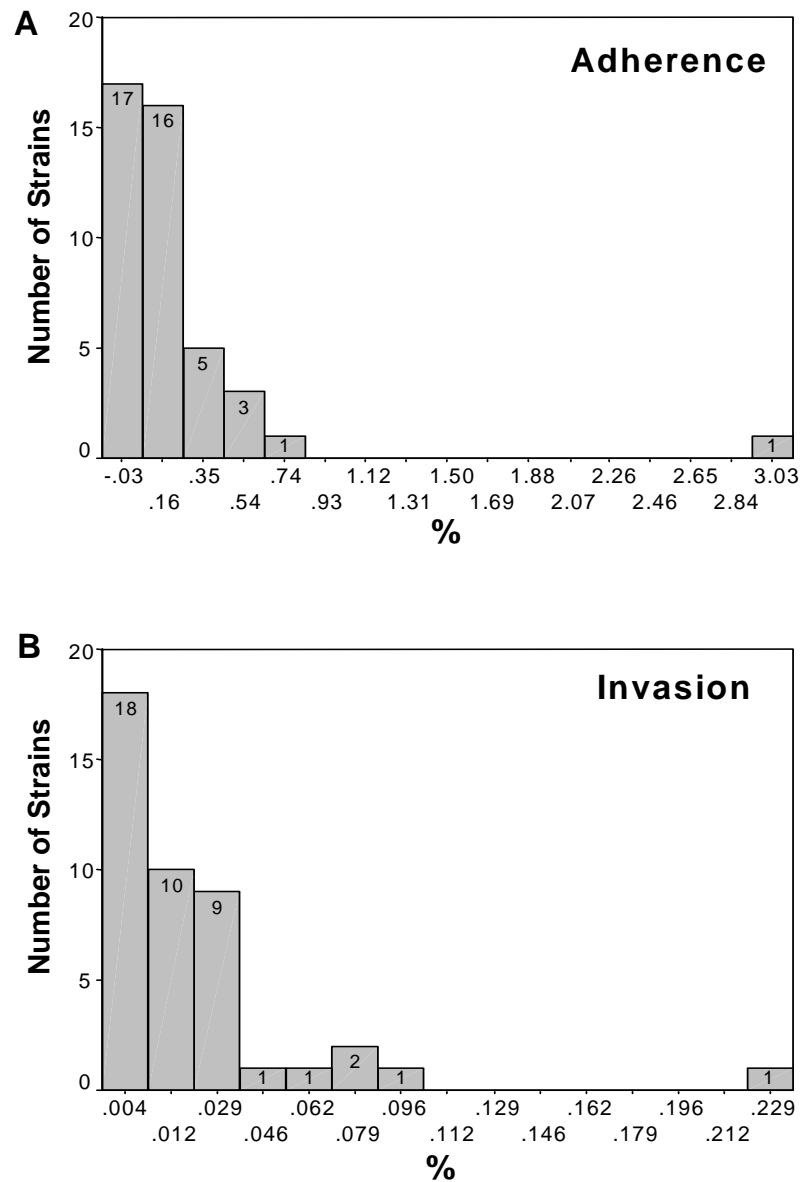 A
Adherence
Number of Strains
20
15
10
5
0
17
16
5
3
1
1
-.03 .35 .74 1.12 1.50 1.88 2.26 2.65 3.03
.16 .54 .93 1.31 1.69 2.07 2.46 2.84
%
B
Invasion
Number of Strains
20
15
10
5
0
18
10
9
1
1
2
1
1
.004 .029 .062 .096 .129 .162 .196 .229
.012 .046 .079 .112 .146 .179 .212
%